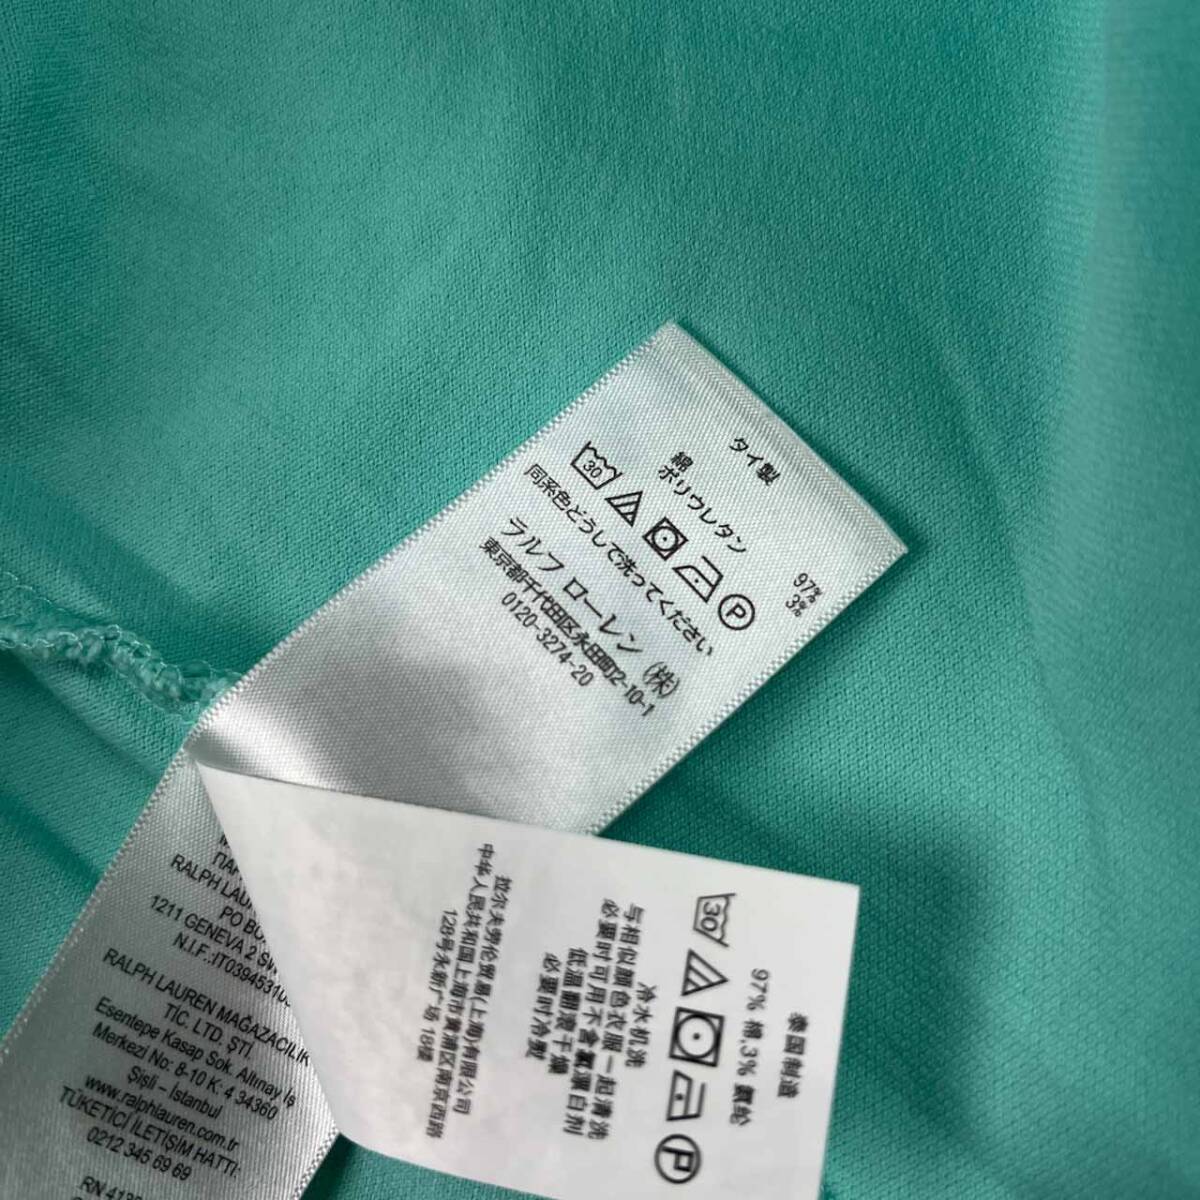 タイ製
綿 97%
ポリウレタン 3%
30
P
同系色どうしで洗ってください
ラルフ ローレン (株)
東京都千代田区永田町2-10-1
0120-3274-20
泰国制造
97% 棉,3% 氨纶
30
P
冷水机洗
与相似颜色衣服一起清洗
必要时可用不含氯漂白剂
低温翻滚干燥
必要时冷熨
拉尔夫劳伦贸易(上海)有限公司
中华人民共和国上海市黄浦区南京西路
128号永新广场 18楼
RALPH LAU
PO BO
1211 GENEVA 2 SW
N.I.F.:IT03945310
RALPH LAUREN MAĞAZACILIK
TİC. LTD. ŞTİ.
Esentepe Kasap Sok. Altınay İş
Merkezi No: 8-10 K: 4 34360
Şişli – İstanbul
www.ralphlauren.com.tr
TÜKETİCİ İLETİŞİM HATTI:
0212 345 69 69
RN 4138